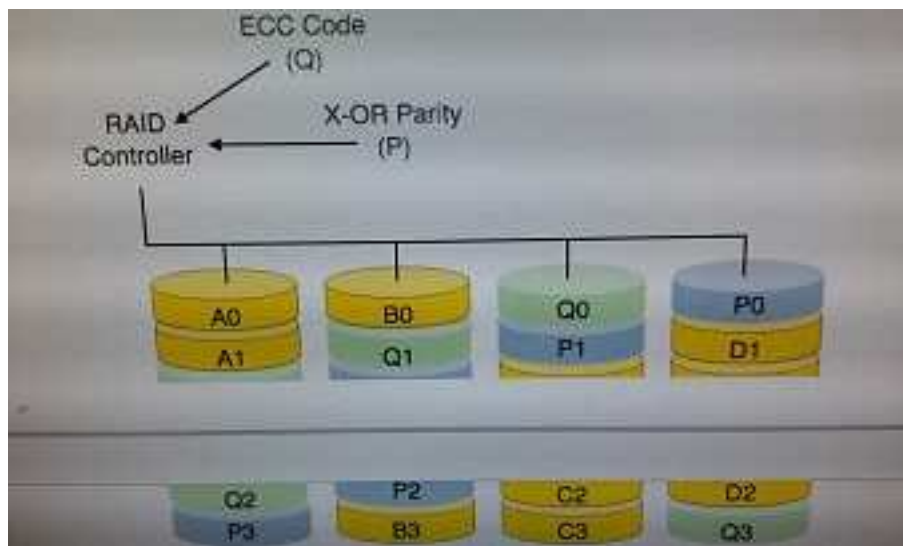 ECC Code
(Q)
X-OR Parity
(P)
RAID
Controller
A0 B0 Q0 P0
A1 Q1 P1 D1
Q2 P2 C2 D2
P3 B3 C3 Q3